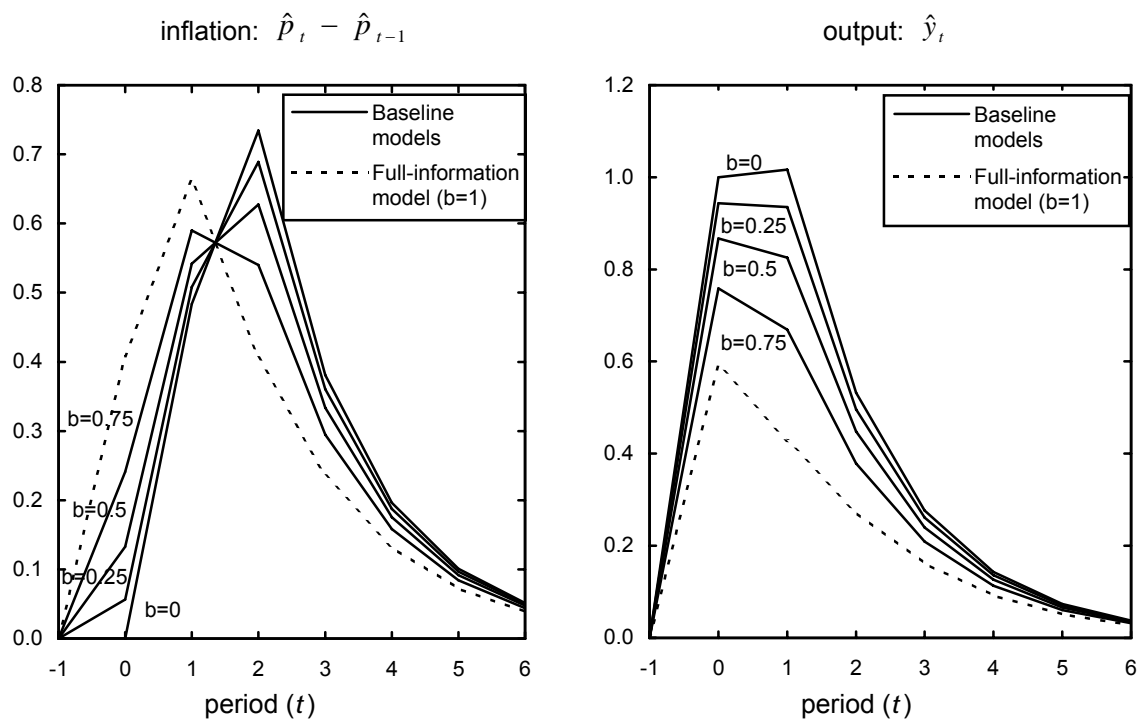 inflation: p̂ t − p̂ t−1
0.8
0.7
0.6
0.5
0.4
0.3
0.2
0.1
0.0
Baseline
models
Full-information
model (b=1)
b=0.75
b=0.5
b=0.25
b=0
-1 0 1 2 3 4 5 6
period (t)
output: ŷ t
1.2
1.0
0.8
0.6
0.4
0.2
0.0
Baseline
models
Full-information
model (b=1)
b=0
b=0.25
b=0.5
b=0.75
-1 0 1 2 3 4 5 6
period (t)